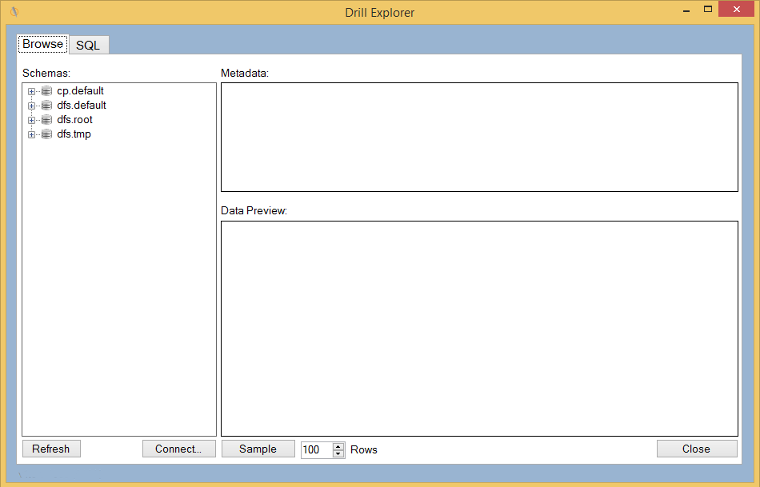 Drill Explorer
Browse SQL
Schemas:
cp.default
dfs.default
dfs.root
dfs.tmp
Metadata:
Data Preview:
Refresh Connect... Sample 100 Rows Close